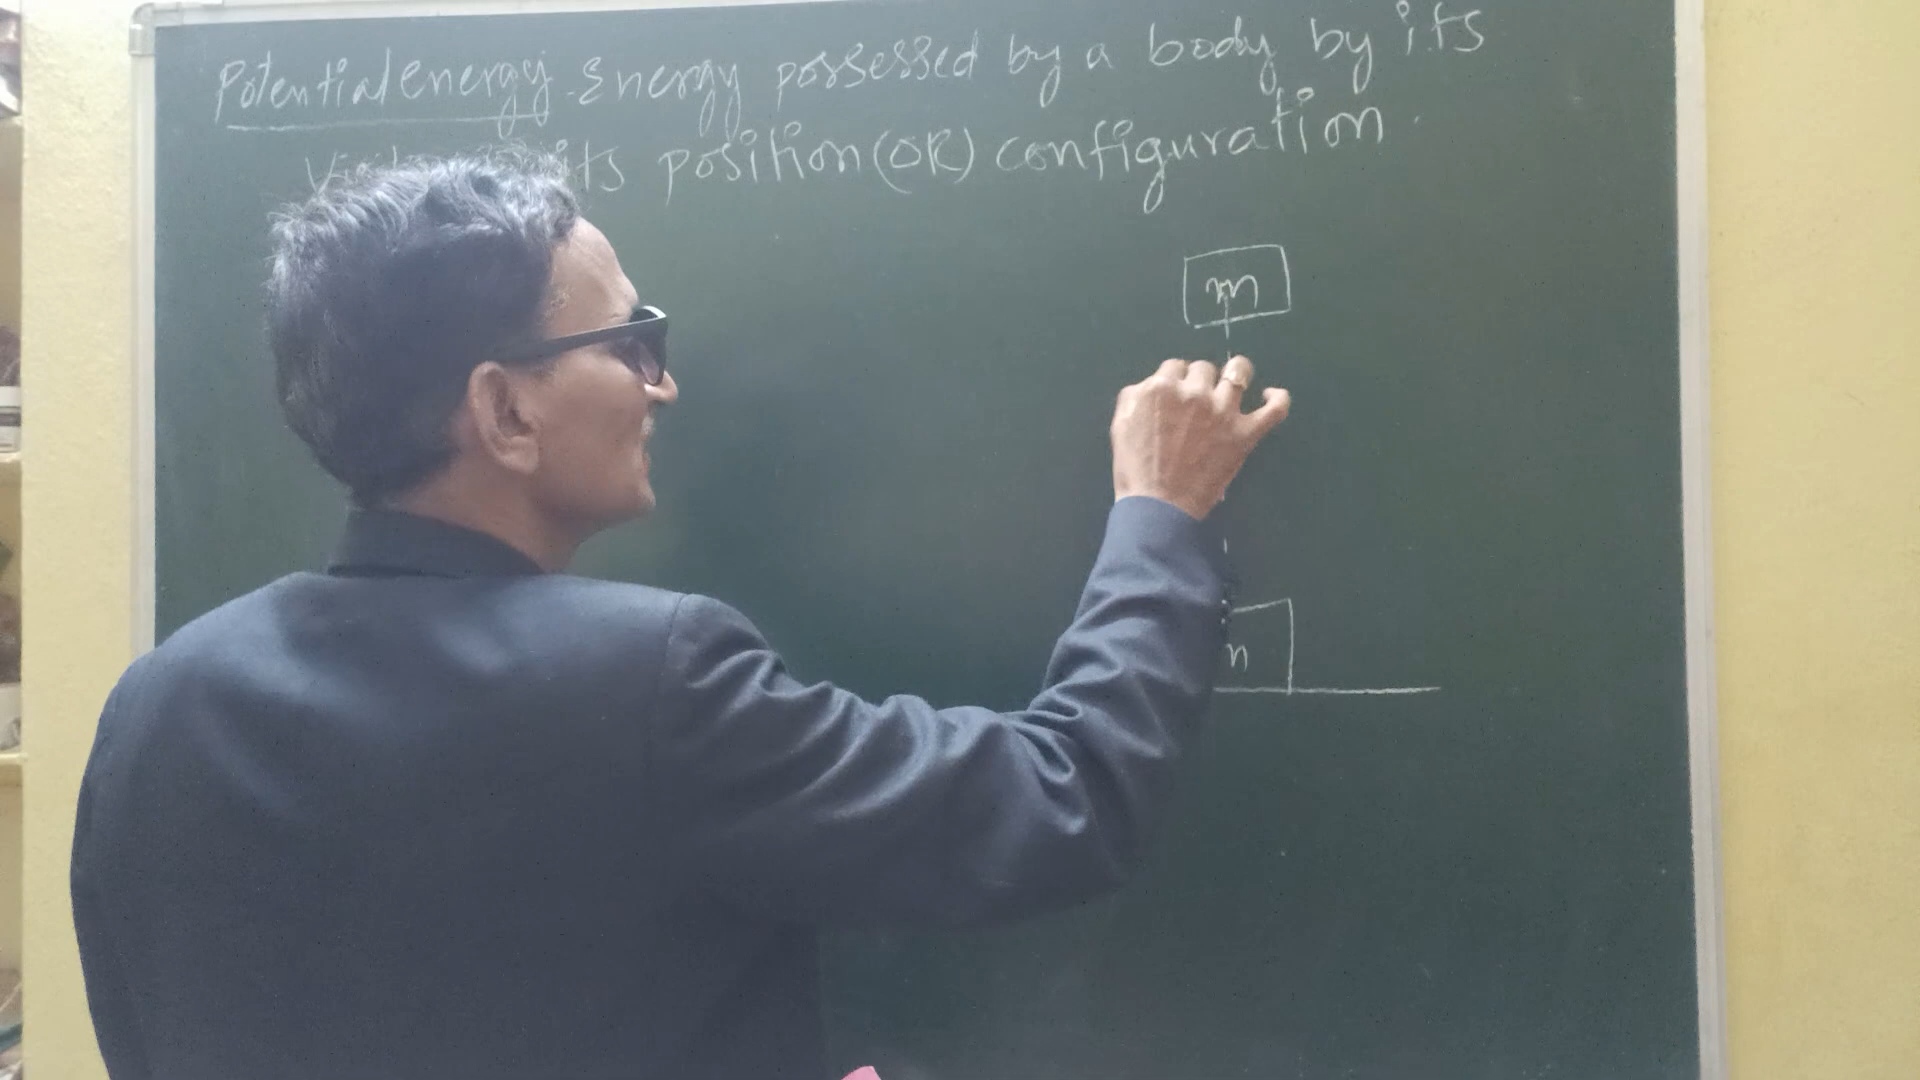 Potential energy - Energy possessed by a body by its
its position (OR) configuration.
m